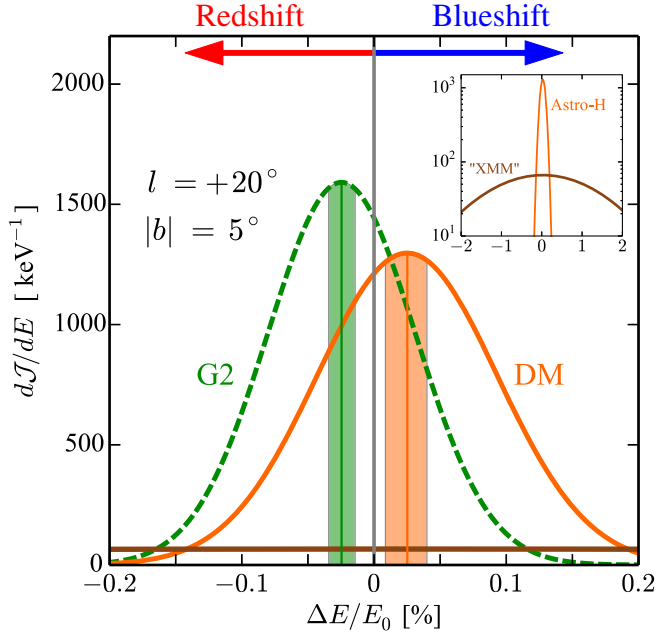 Redshift Blueshift
2000
1500
1000
500
0
dJ/dE [ keV⁻¹ ]
l = +20°
|b| = 5°
G2
DM
10³
10²
10¹
Astro-H
"XMM"
−2 −1 0 1 2
−0.2 −0.1 0 0.1 0.2
ΔE/E₀ [%]